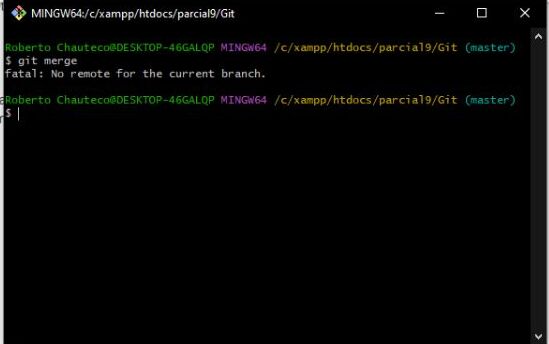 MINGW64:/c/xampp/htdocs/parcial9/Git
Roberto Chauteco@DESKTOP-46GALQP MINGW64 /c/xampp/htdocs/parcial9/Git (master)
$ git merge
fatal: No remote for the current branch.
Roberto Chauteco@DESKTOP-46GALQP MINGW64 /c/xampp/htdocs/parcial9/Git (master)
$